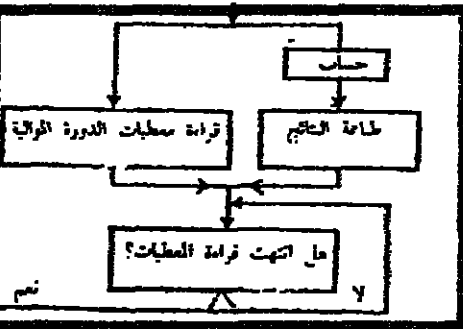 حساب
طباعة النتائج
قراءة معطيات الدورة الموالية
هل انتهت قراءة المعطيات؟
لا
نعم